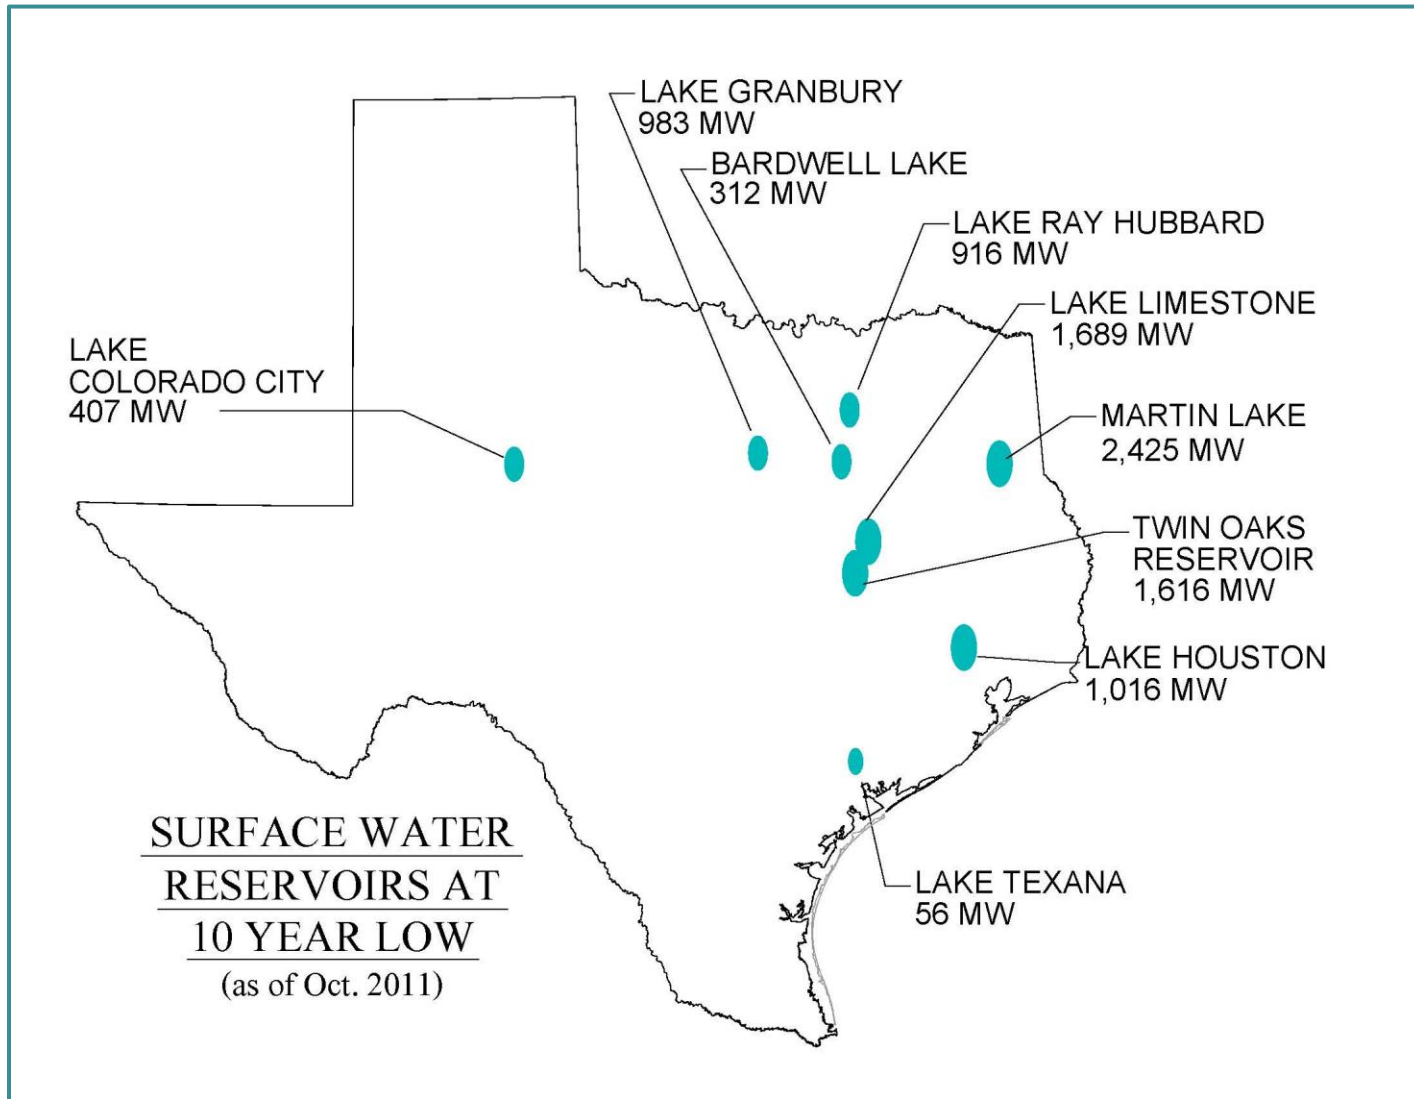 LAKE GRANBURY
983 MW
BARDWELL LAKE
312 MW
LAKE RAY HUBBARD
916 MW
LAKE LIMESTONE
1,689 MW
LAKE
COLORADO CITY
407 MW
MARTIN LAKE
2,425 MW
TWIN OAKS
RESERVOIR
1,616 MW
LAKE HOUSTON
1,016 MW
LAKE TEXANA
56 MW
SURFACE WATER
RESERVOIRS AT
10 YEAR LOW
(as of Oct. 2011)